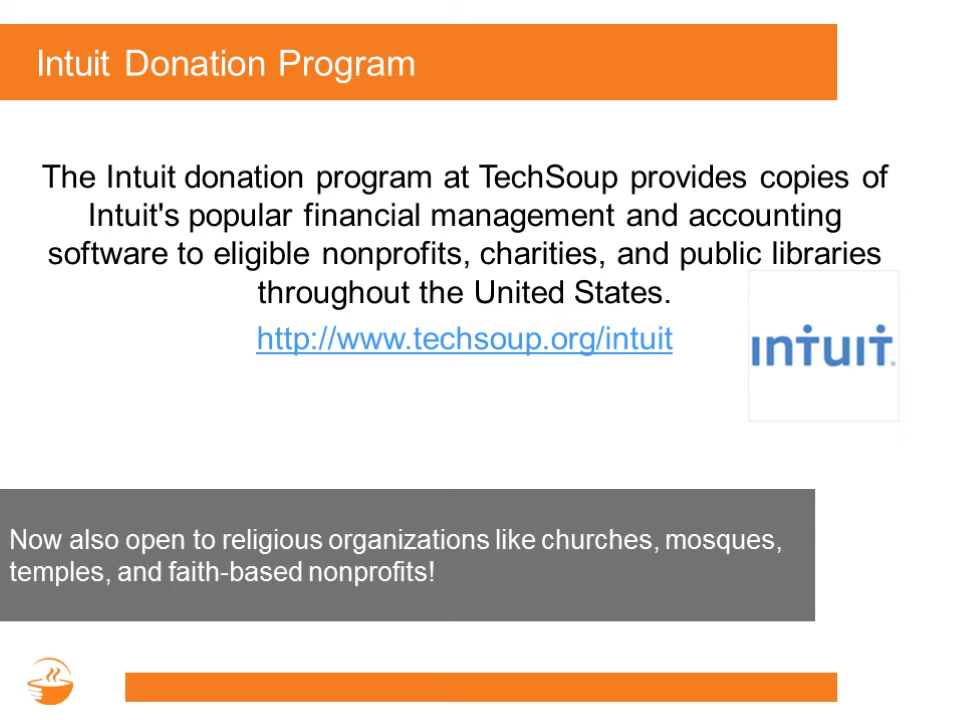 Intuit Donation Program
The Intuit donation program at TechSoup provides copies of
Intuit's popular financial management and accounting
software to eligible nonprofits, charities, and public libraries
throughout the United States.
http://www.techsoup.org/intuit
intuit.
Now also open to religious organizations like churches, mosques,
temples, and faith-based nonprofits!